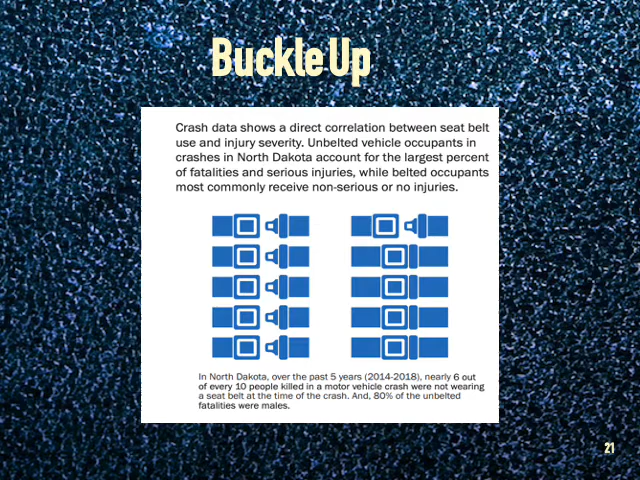 Buckle Up
Crash data shows a direct correlation between seat belt
use and injury severity. Unbelted vehicle occupants in
crashes in North Dakota account for the largest percent
of fatalities and serious injuries, while belted occupants
most commonly receive non-serious or no injuries.
In North Dakota, over the past 5 years (2014-2018), nearly 6 out
of every 10 people killed in a motor vehicle crash were not wearing
a seat belt at the time of the crash. And, 80% of the unbelted
fatalities were males.
21